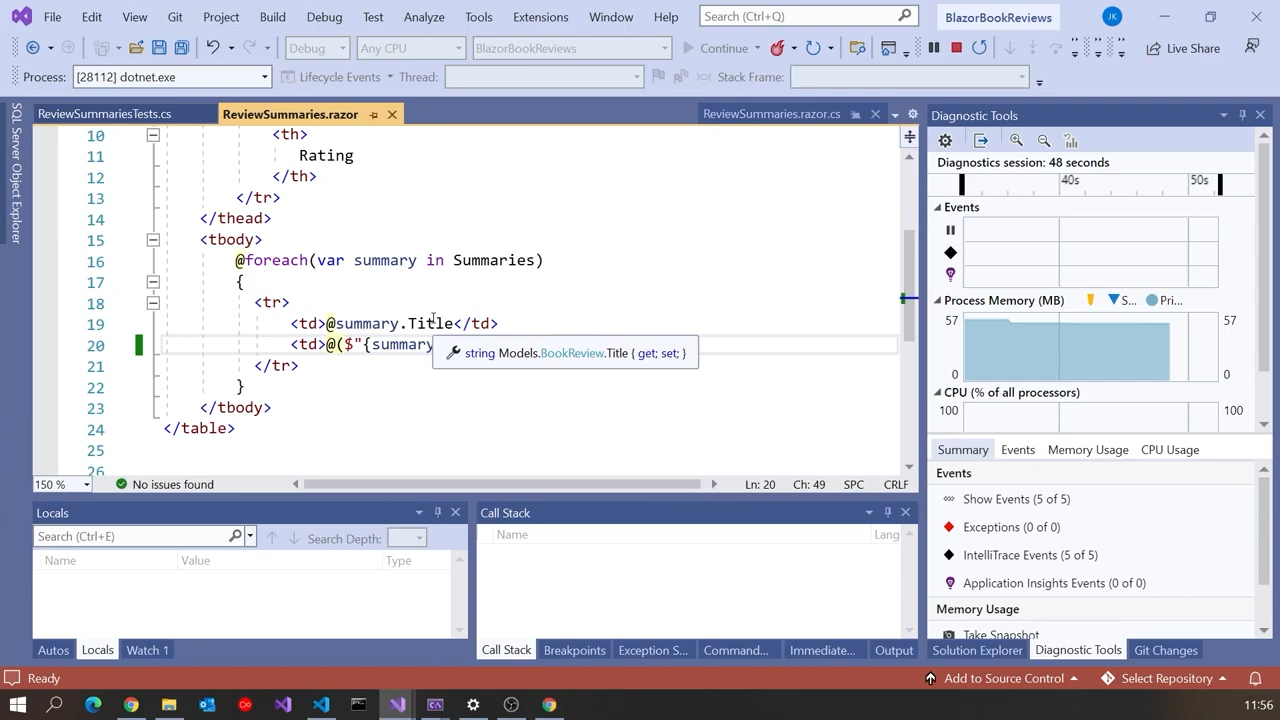 File Edit View Git Project Build Debug Test Analyze Tools Extensions Window Help Search (Ctrl+Q) BlazorBookReviews JK
Debug Any CPU BlazorBookReviews Continue Live Share
Process: [28112] dotnet.exe Lifecycle Events Thread: Stack Frame:
SQL Server Object Explorer
ReviewSummariesTests.cs ReviewSummaries.razor ReviewSummaries.razor.cs
10 <th>
11 Rating
12 </th>
13 </tr>
14 </thead>
15 <tbody>
16 @foreach(var summary in Summaries)
17 {
18 <tr>
19 <td>@summary.Title</td>
20 <td>@($"{summary
string Models.BookReview.Title { get; set; }
21 </tr>
22 }
23 </tbody>
24 </table>
25
26
150 % No issues found Ln: 20 Ch: 49 SPC CRLF
Diagnostic Tools
Diagnostics session: 48 seconds
40s 50s
Events
Process Memory (MB) S... Pri...
57 57
0 0
CPU (% of all processors)
100 100
Summary Events Memory Usage CPU Usage
Events
Show Events (5 of 5)
Exceptions (0 of 0)
IntelliTrace Events (5 of 5)
Application Insights Events (0 of 0)
Memory Usage
Take Snapshot
Locals
Search (Ctrl+E) Search Depth:
Name Value Type
Autos Locals Watch 1
Call Stack
Name Lang
Call Stack Breakpoints Exception S... Command... Immediate... Output
Solution Explorer Diagnostic Tools Git Changes
Ready Add to Source Control Select Repository
11:56